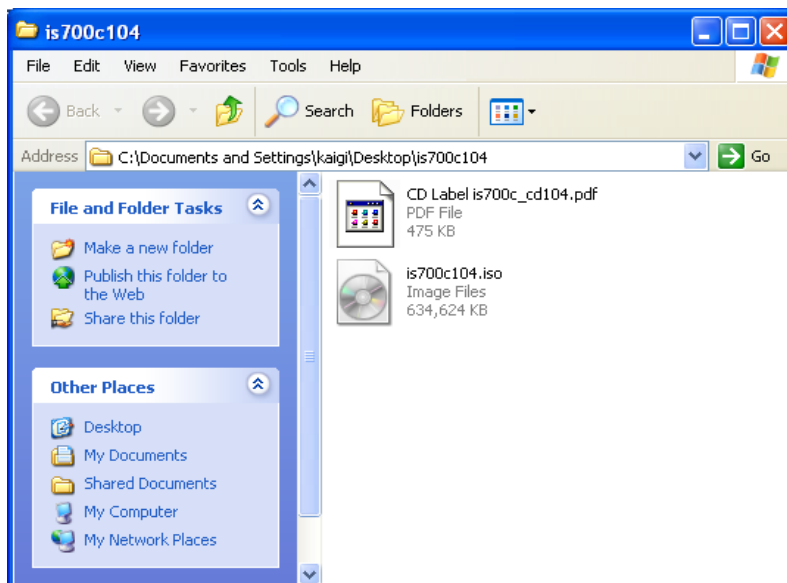 is700c104
File Edit View Favorites Tools Help
Back Search Folders
Address C:\Documents and Settings\kaigi\Desktop\is700c104 Go
File and Folder Tasks
Make a new folder
Publish this folder to
the Web
Share this folder
Other Places
Desktop
My Documents
Shared Documents
My Computer
My Network Places
CD Label is700c_cd104.pdf
PDF File
475 KB
is700c104.iso
Image Files
634,624 KB